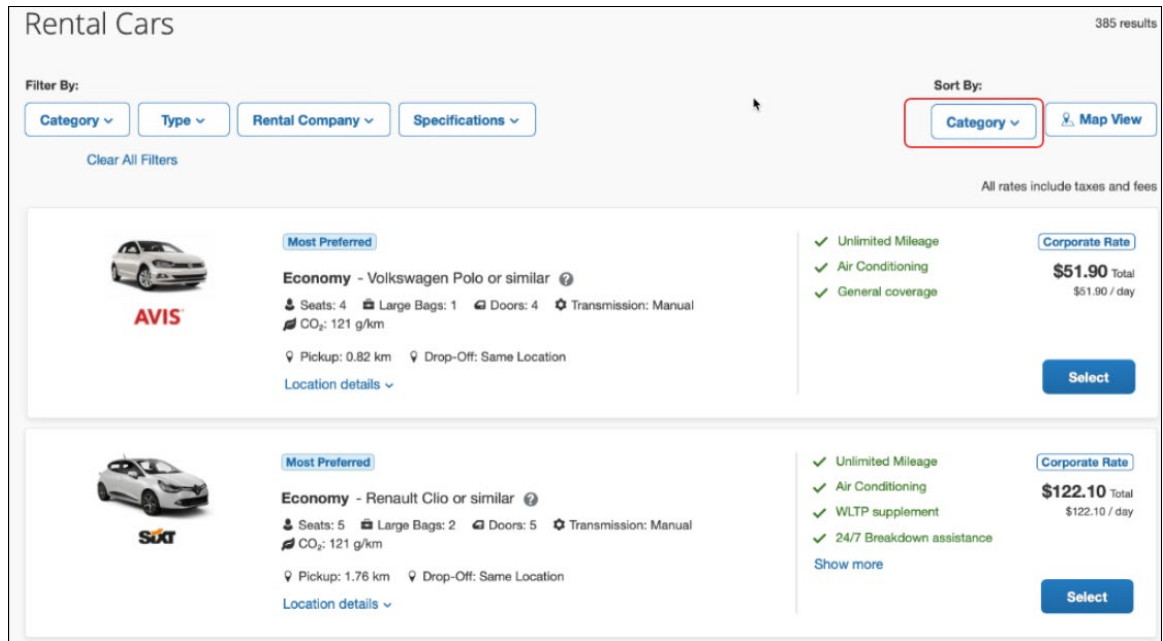 Rental Cars
385 results
Filter By:
Sort By:
Category
Type
Rental Company
Specifications
Category
Map View
Clear All Filters
All rates include taxes and fees
AVIS
Most Preferred
Economy - Volkswagen Polo or similar
Seats: 4 Large Bags: 1 Doors: 4 Transmission: Manual
CO₂: 121 g/km
Pickup: 0.82 km Drop-Off: Same Location
Location details
Unlimited Mileage
Air Conditioning
General coverage
Corporate Rate
$51.90 Total
$51.90 / day
Select
SIXT
Most Preferred
Economy - Renault Clio or similar
Seats: 5 Large Bags: 2 Doors: 5 Transmission: Manual
CO₂: 121 g/km
Pickup: 1.76 km Drop-Off: Same Location
Location details
Unlimited Mileage
Air Conditioning
WLTP supplement
24/7 Breakdown assistance
Show more
Corporate Rate
$122.10 Total
$122.10 / day
Select